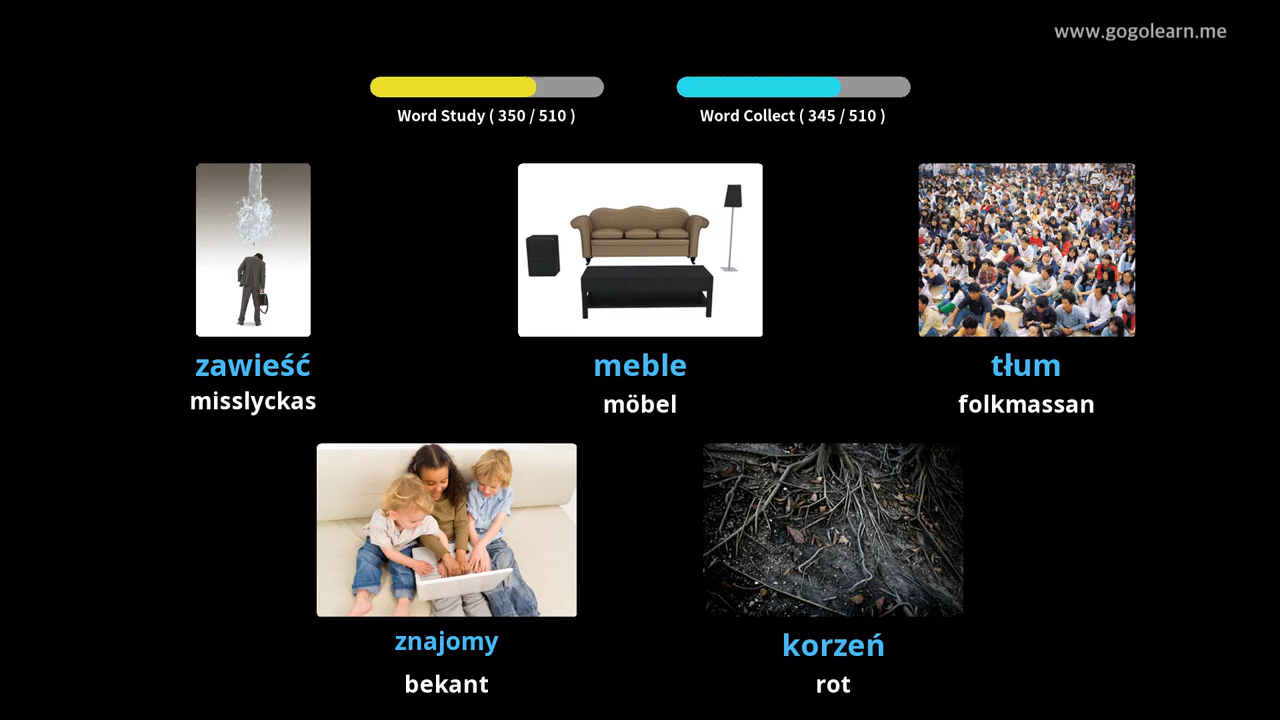 www.gogolearn.me
Word Study ( 350 / 510 )
Word Collect ( 345 / 510 )
zawieść
misslyckas
meble
möbel
tłum
folkmassan
znajomy
bekant
korzeń
rot